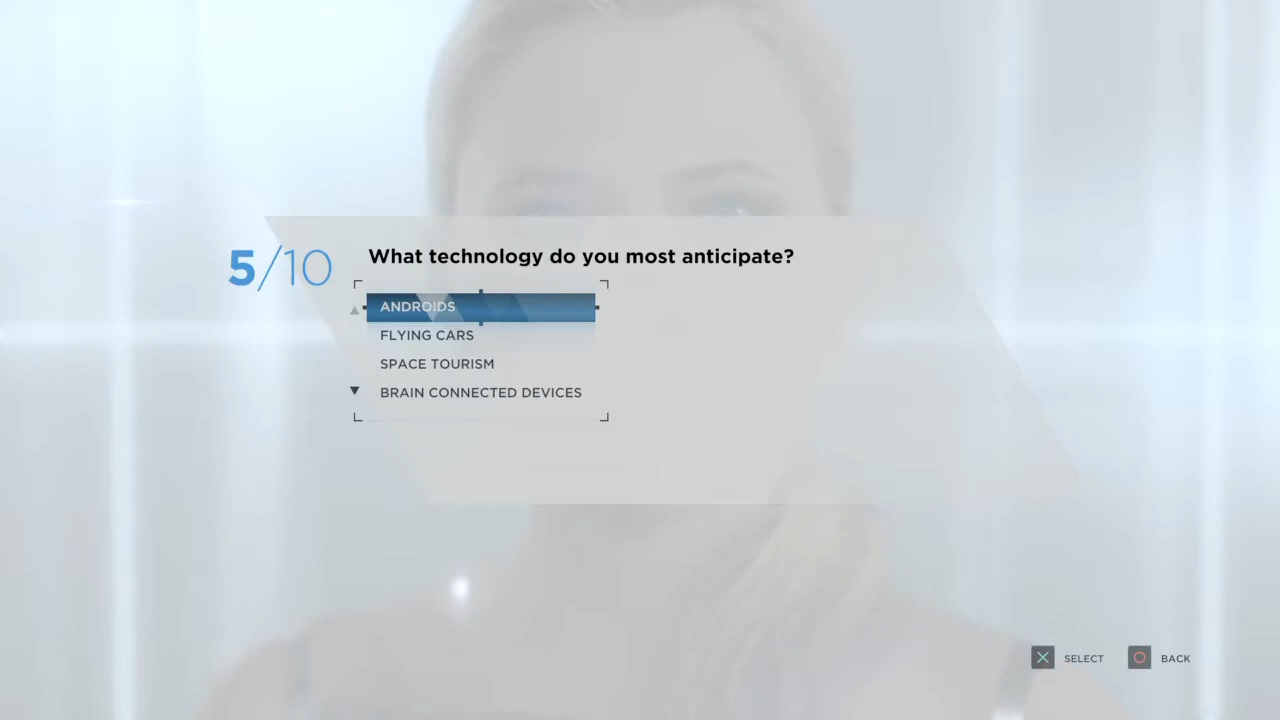 5/10
What technology do you most anticipate?
ANDROIDS
FLYING CARS
SPACE TOURISM
BRAIN CONNECTED DEVICES
SELECT BACK